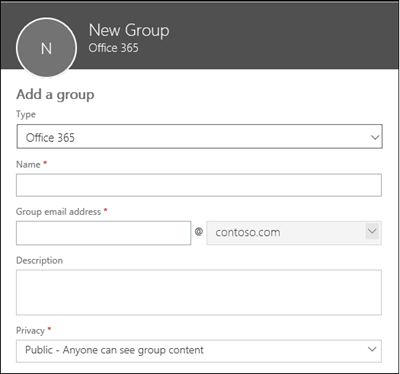 N
New Group
Office 365
Add a group
Type
Office 365
Name *
Group email address *
@ contoso.com
Description
Privacy *
Public - Anyone can see group content